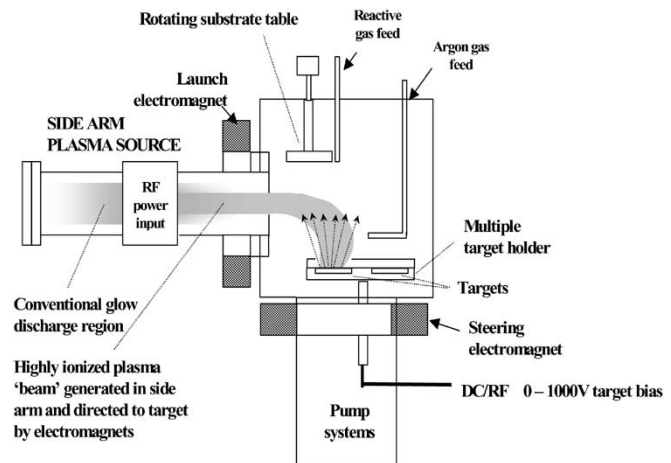 Rotating substrate table
Reactive
gas feed
Argon gas
feed
Launch
electromagnet
SIDE ARM
PLASMA SOURCE
RF
power
input
Multiple
target holder
Targets
Conventional glow
discharge region
Steering
electromagnet
Highly ionized plasma
‘beam’ generated in side
arm and directed to target
by electromagnets
DC/RF 0 – 1000V target bias
Pump
systems